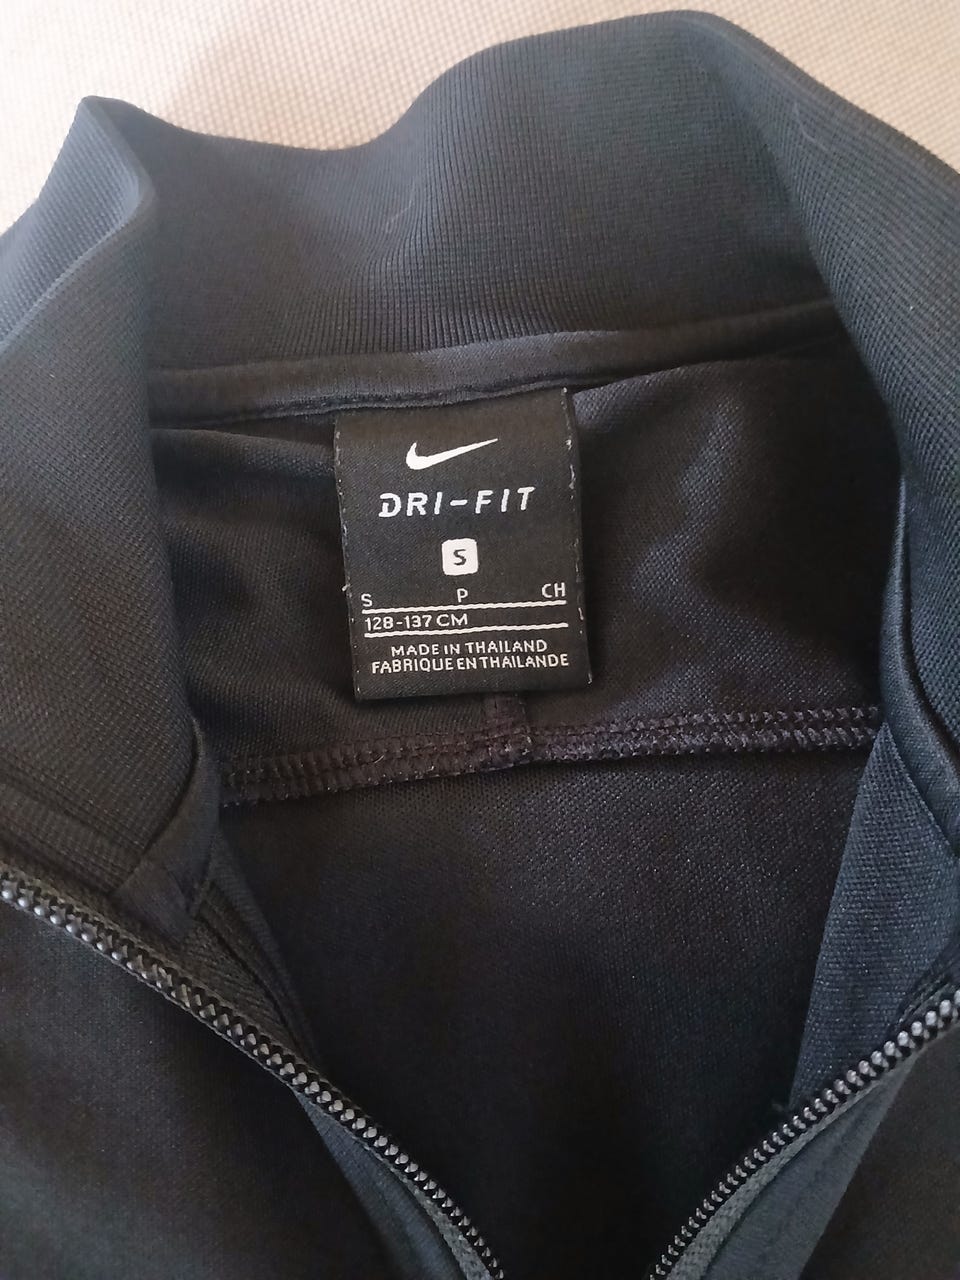 DRI-FIT
S
S P CH
128-137 CM
MADE IN THAILAND
FABRIQUE EN THAILANDE